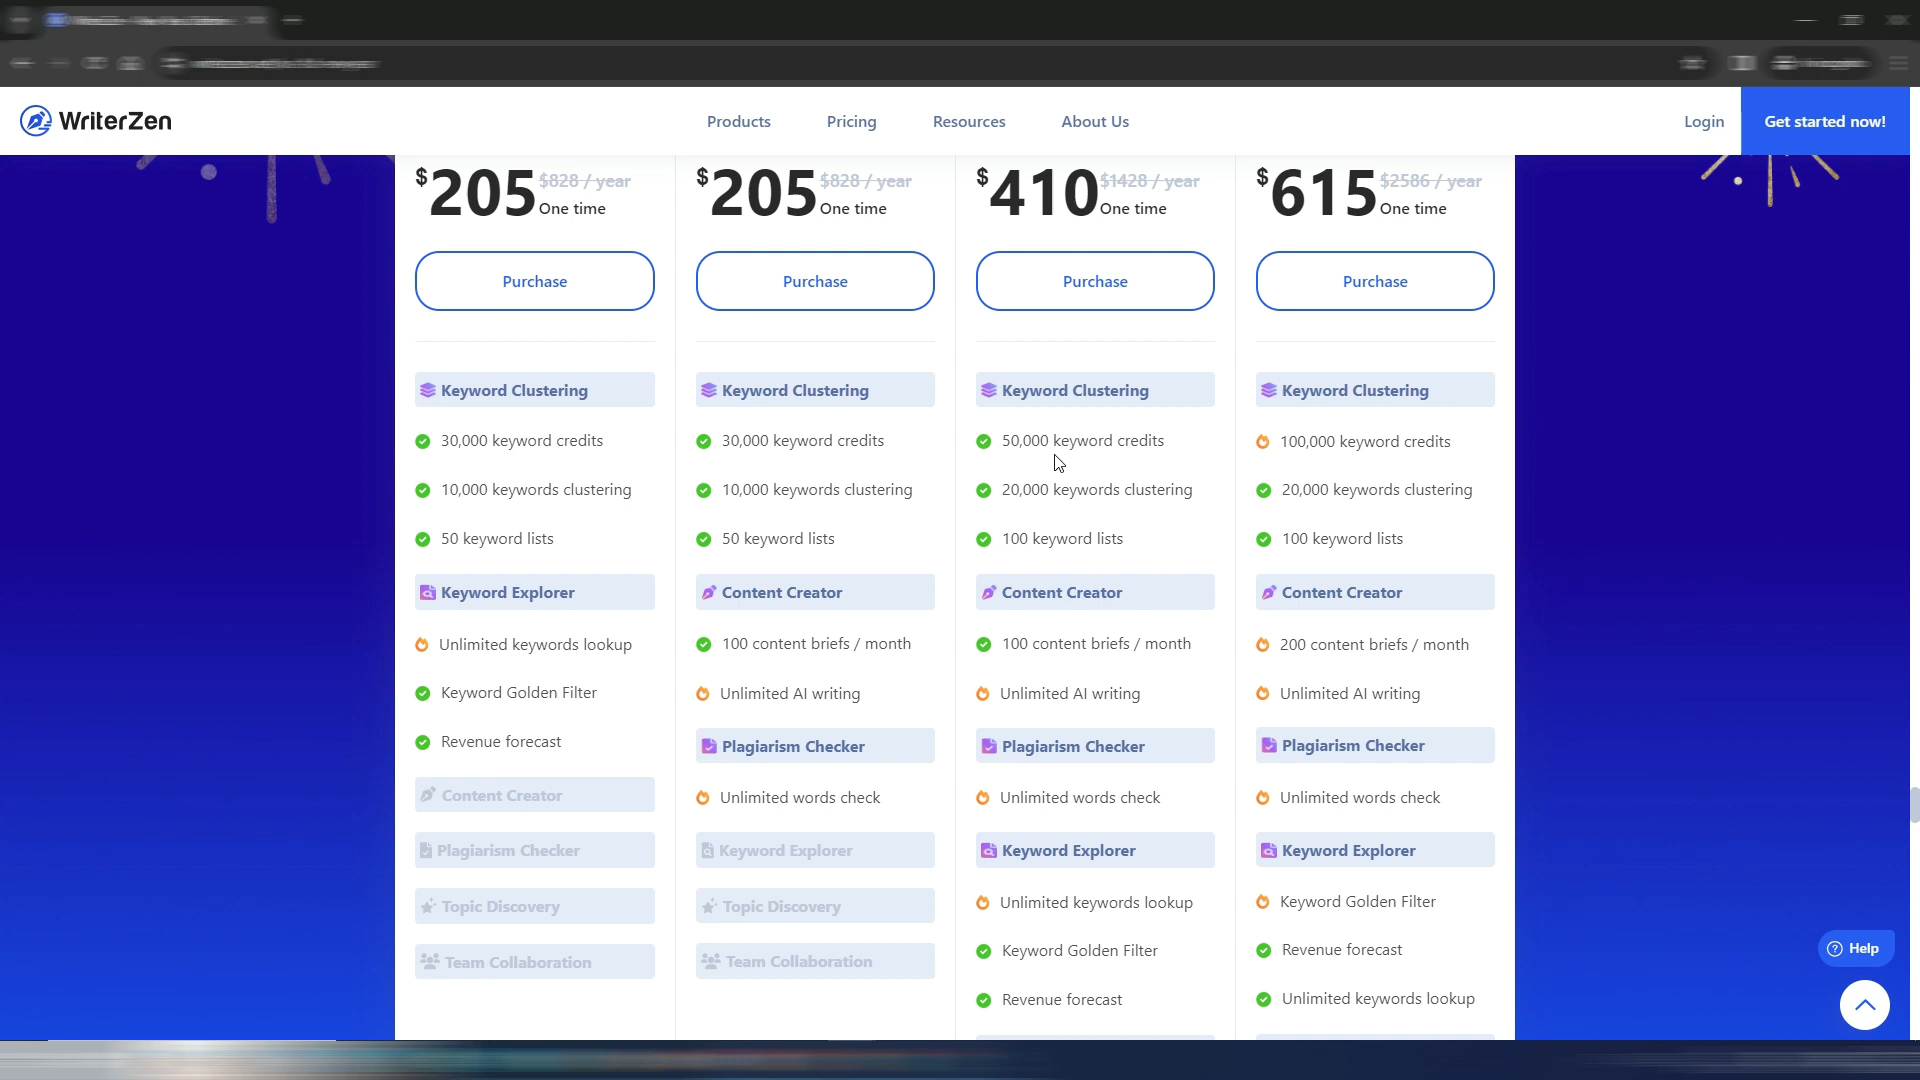 WriterZen
Products Pricing Resources About Us
Login
Get started now!
$205 $828 / year
One time
Purchase
Keyword Clustering
30,000 keyword credits
10,000 keywords clustering
50 keyword lists
Keyword Explorer
Unlimited keywords lookup
Keyword Golden Filter
Revenue forecast
Content Creator
Plagiarism Checker
Topic Discovery
Team Collaboration
$205 $828 / year
One time
Purchase
Keyword Clustering
30,000 keyword credits
10,000 keywords clustering
50 keyword lists
Content Creator
100 content briefs / month
Unlimited AI writing
Plagiarism Checker
Unlimited words check
Keyword Explorer
Topic Discovery
Team Collaboration
$410 $1428 / year
One time
Purchase
Keyword Clustering
50,000 keyword credits
20,000 keywords clustering
100 keyword lists
Content Creator
100 content briefs / month
Unlimited AI writing
Plagiarism Checker
Unlimited words check
Keyword Explorer
Unlimited keywords lookup
Keyword Golden Filter
Revenue forecast
$615 $2586 / year
One time
Purchase
Keyword Clustering
100,000 keyword credits
20,000 keywords clustering
100 keyword lists
Content Creator
200 content briefs / month
Unlimited AI writing
Plagiarism Checker
Unlimited words check
Keyword Explorer
Keyword Golden Filter
Revenue forecast
Unlimited keywords lookup
Help